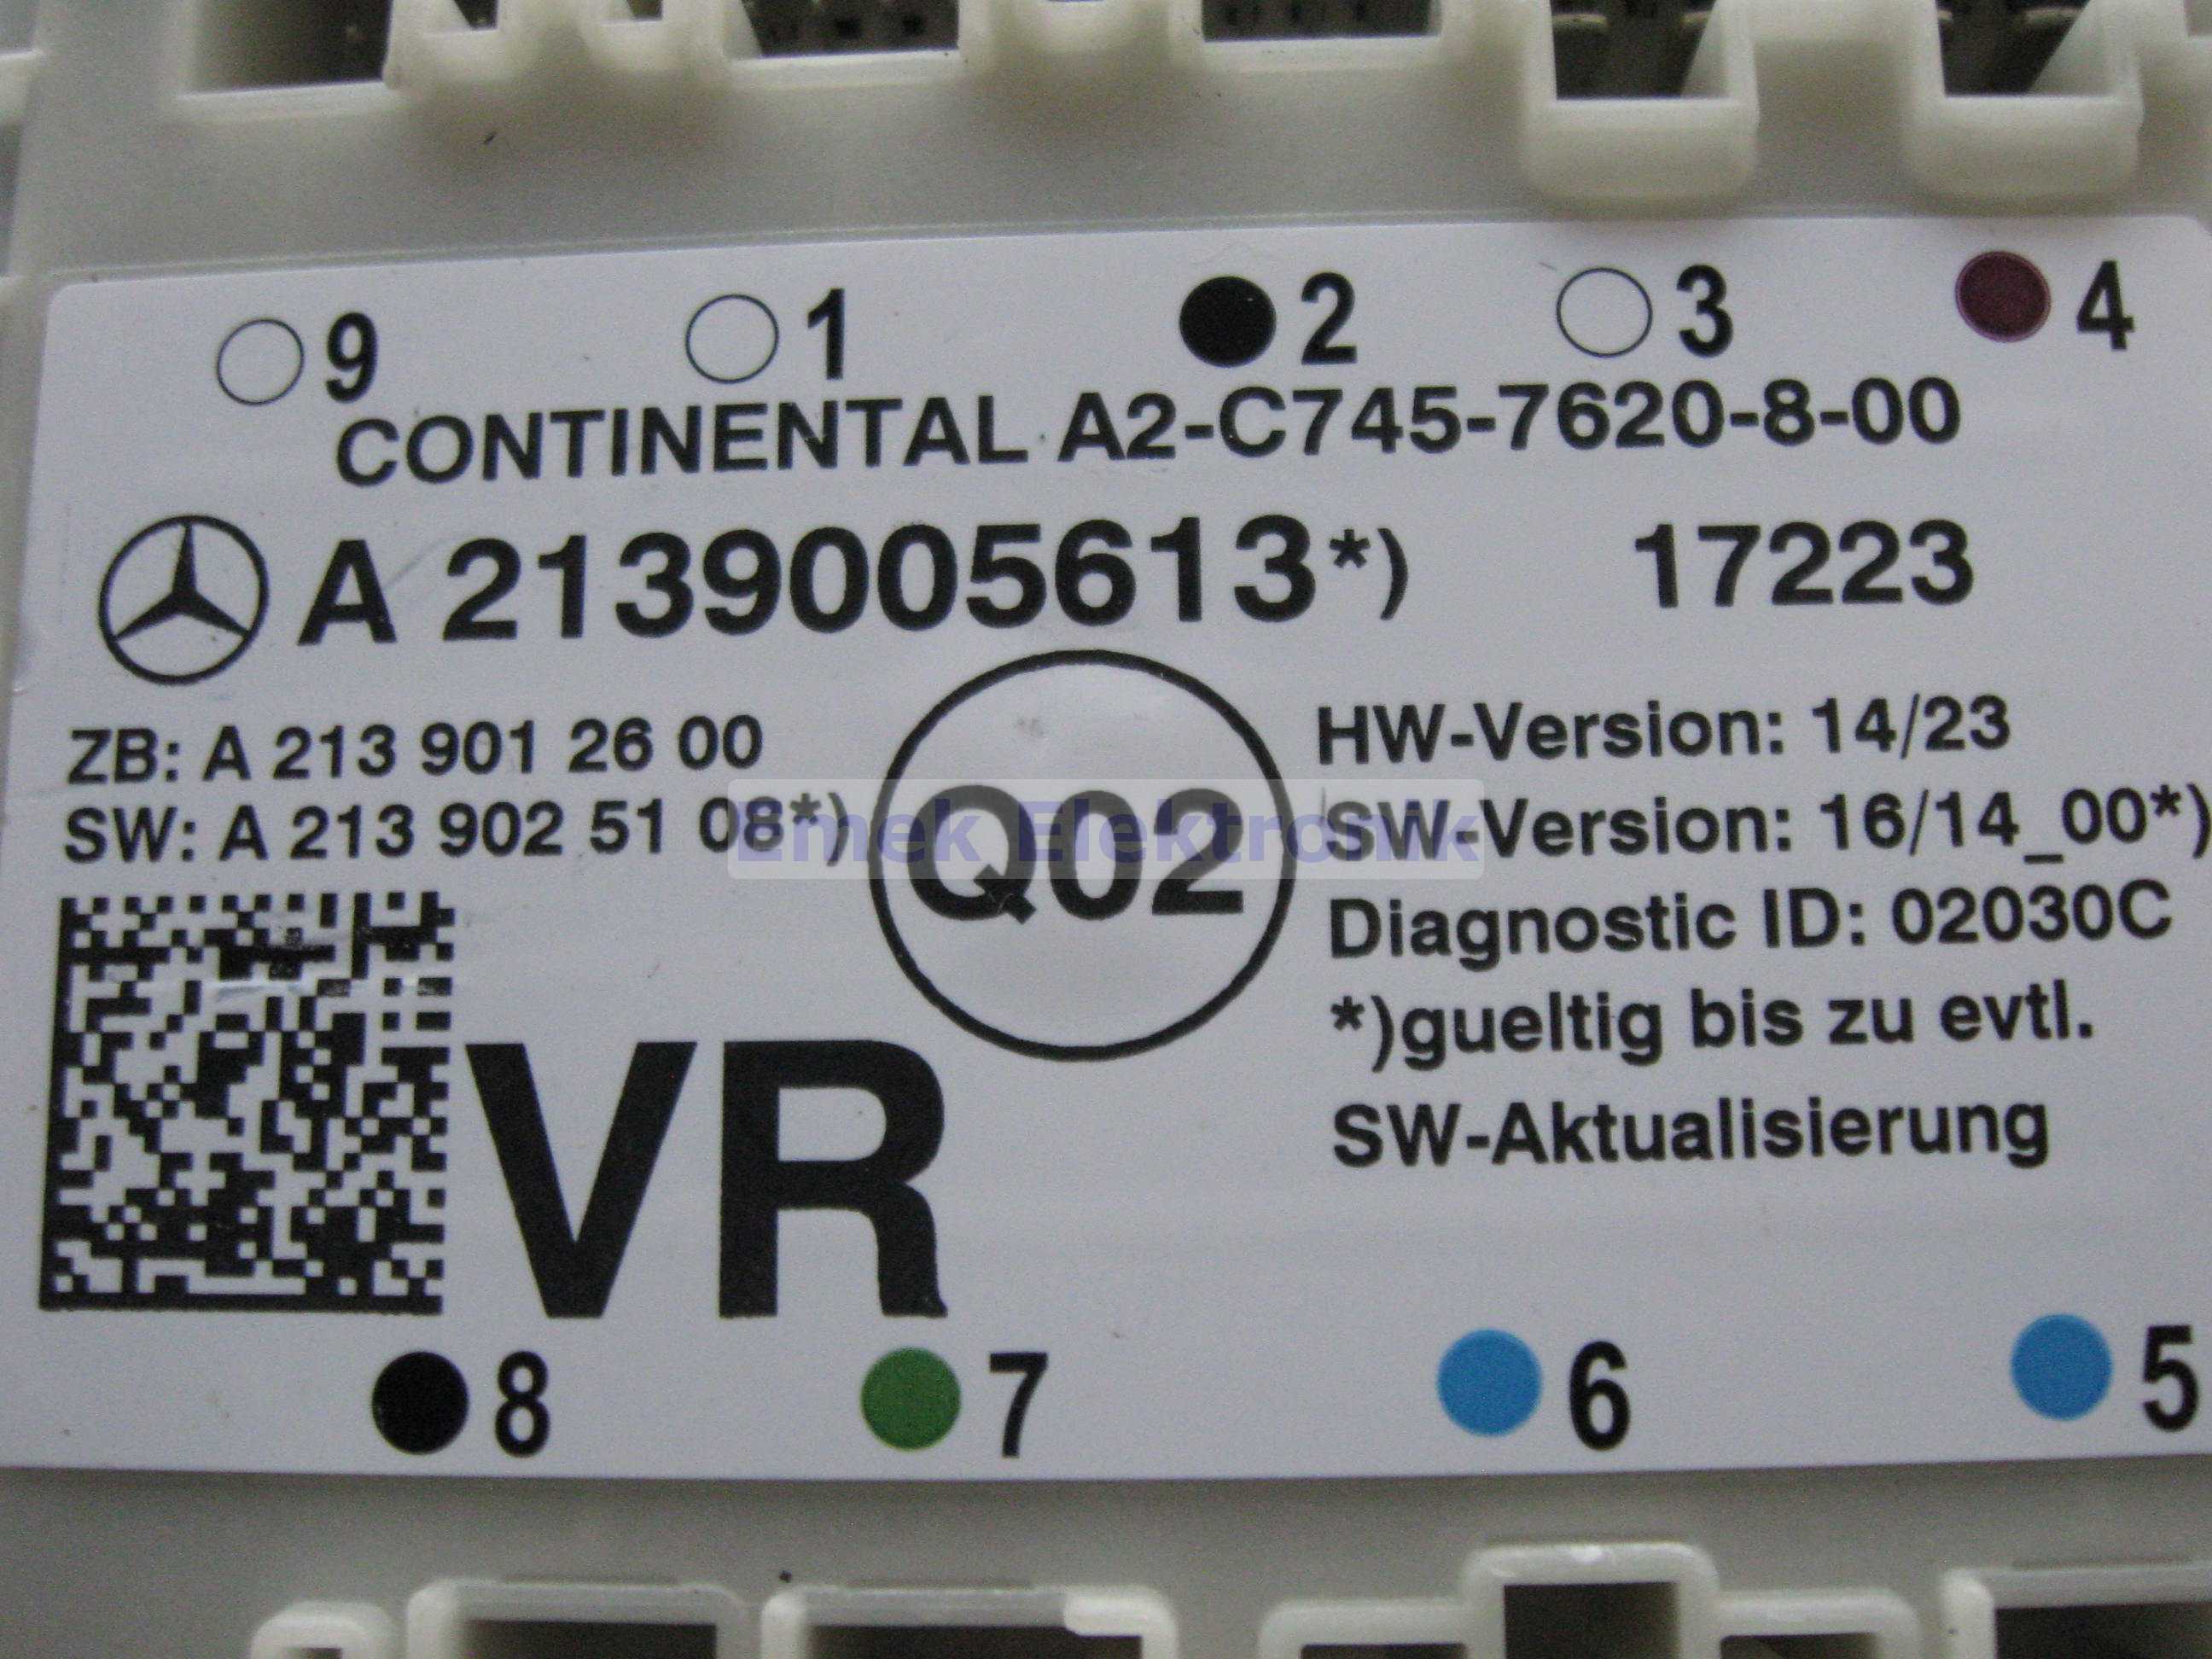 9 1 2 3 4
CONTINENTAL A2-C745-7620-8-00
A 2139005613*) 17223
ZB: A 213 901 26 00
SW: A 213 902 51 08*)
Q02
HW-Version: 14/23
SW-Version: 16/14_00*)
Diagnostic ID: 02030C
*)gueltig bis zu evtl.
SW-Aktualisierung
Emek Elektronik
VR
8 7 6 5